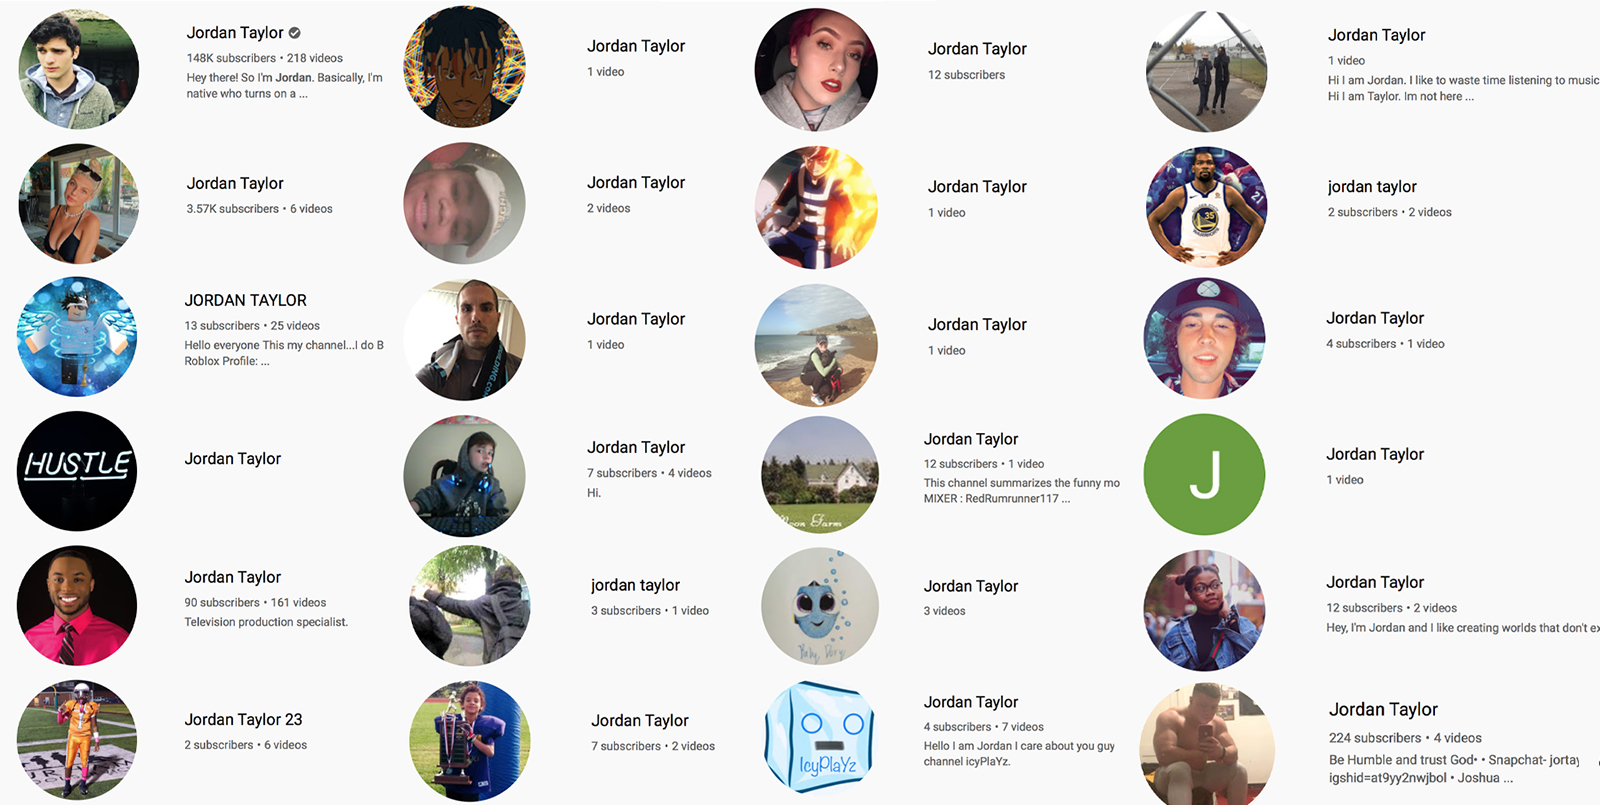 Jordan Taylor
148K subscribers • 218 videos
Hey there! So I'm Jordan. Basically, I'm
native who turns on a ...
Jordan Taylor
1 video
Jordan Taylor
12 subscribers
Jordan Taylor
1 video
Hi I am Jordan. I like to waste time listening to music
Hi I am Taylor. Im not here ...
Jordan Taylor
3.57K subscribers • 6 videos
Jordan Taylor
2 videos
Jordan Taylor
1 video
35
21
jordan taylor
2 subscribers • 2 videos
JORDAN TAYLOR
13 subscribers • 25 videos
Hello everyone This my channel...I do B
Roblox Profile: ...
Jordan Taylor
1 video
Jordan Taylor
1 video
Jordan Taylor
4 subscribers • 1 video
HUSTLE
Jordan Taylor
Jordan Taylor
7 subscribers • 4 videos
Hi.
Farm
Jordan Taylor
12 subscribers • 1 video
This channel summarizes the funny mo
MIXER : RedRumrunner117 ...
J
Jordan Taylor
1 video
Jordan Taylor
90 subscribers • 161 videos
Television production specialist.
jordan taylor
3 subscribers • 1 video
Baby Dory
Jordan Taylor
3 videos
Jordan Taylor
12 subscribers • 2 videos
Hey, I'm Jordan and I like creating worlds that don't ex
Jordan Taylor 23
2 subscribers • 6 videos
Jordan Taylor
7 subscribers • 2 videos
IcyPlaYz
Jordan Taylor
4 subscribers • 7 videos
Hello I am Jordan I care about you guy
channel icyPlaYz.
Jordan Taylor
224 subscribers • 4 videos
Be Humble and trust God• • Snapchat- jortay
igshid=at9yy2nwjbol • Joshua ...